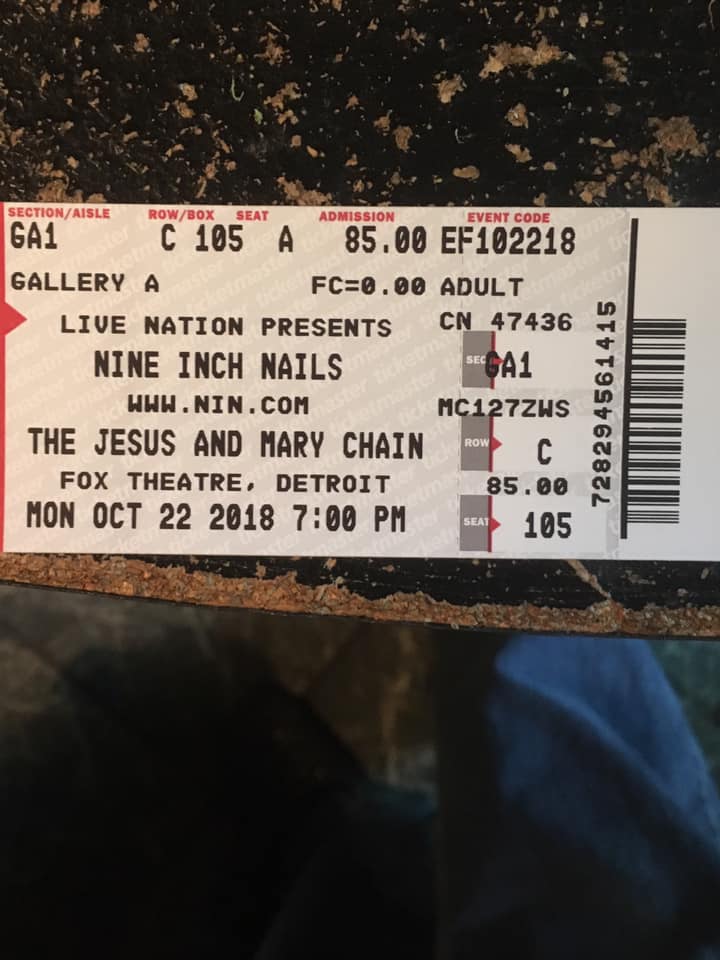 SECTION/AISLE ROW/BOX SEAT ADMISSION EVENT CODE
GA1 C 105 A 85.00 EF102218
GALLERY A FC=0.00 ADULT
LIVE NATION PRESENTS CN 47436
NINE INCH NAILS SEC GA1
WWW.NIN.COM MC127ZWS
THE JESUS AND MARY CHAIN ROW C
FOX THEATRE, DETROIT 85.00
MON OCT 22 2018 7:00 PM SEAT 105
728294561415